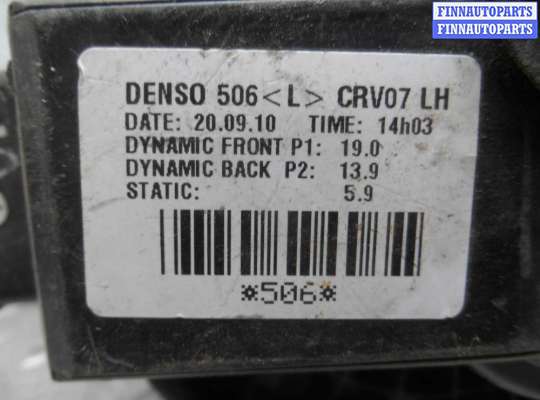 FINNAUTOPARTS
FINNAUTOPARTS
DENSO 506<L> CRV07 LH
DATE: 20.09.10 TIME: 14h03
DYNAMIC FRONT P1: 19.0
DYNAMIC BACK P2: 13.9
STATIC: 5.9
*506*